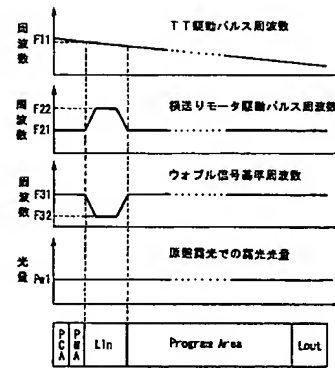 TT駆動パルス周波数
周波数
F11
横送りモータ駆動パルス周波数
周波数
F22
F21
ウォブル信号基準周波数
周波数
F31
F32
原盤露光での露光光量
光量
Pw1
PCA
PMA
Lin
Program Area
Lout